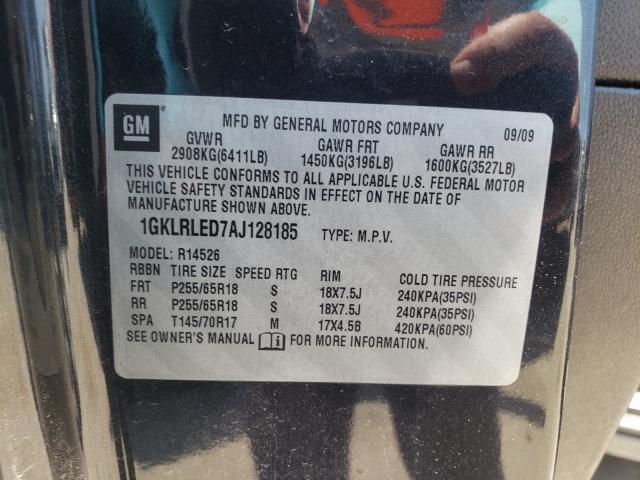 GM
®
MFD BY GENERAL MOTORS COMPANY 09/09
GVWR GAWR FRT GAWR RR
2908KG(6411LB) 1450KG(3196LB) 1600KG(3527LB)
THIS VEHICLE CONFORMS TO ALL APPLICABLE U.S. FEDERAL MOTOR
VEHICLE SAFETY STANDARDS IN EFFECT ON THE DATE OF
MANUFACTURE SHOWN ABOVE.
1GKLRLED7AJ128185 TYPE: M.P.V.
MODEL: R14526
RBBN TIRE SIZE SPEED RTG RIM COLD TIRE PRESSURE
FRT P255/65R18 S 18X7.5J 240KPA(35PSI)
RR P255/65R18 S 18X7.5J 240KPA(35PSI)
SPA T145/70R17 M 17X4.5B 420KPA(60PSI)
SEE OWNER'S MANUAL FOR MORE INFORMATION.